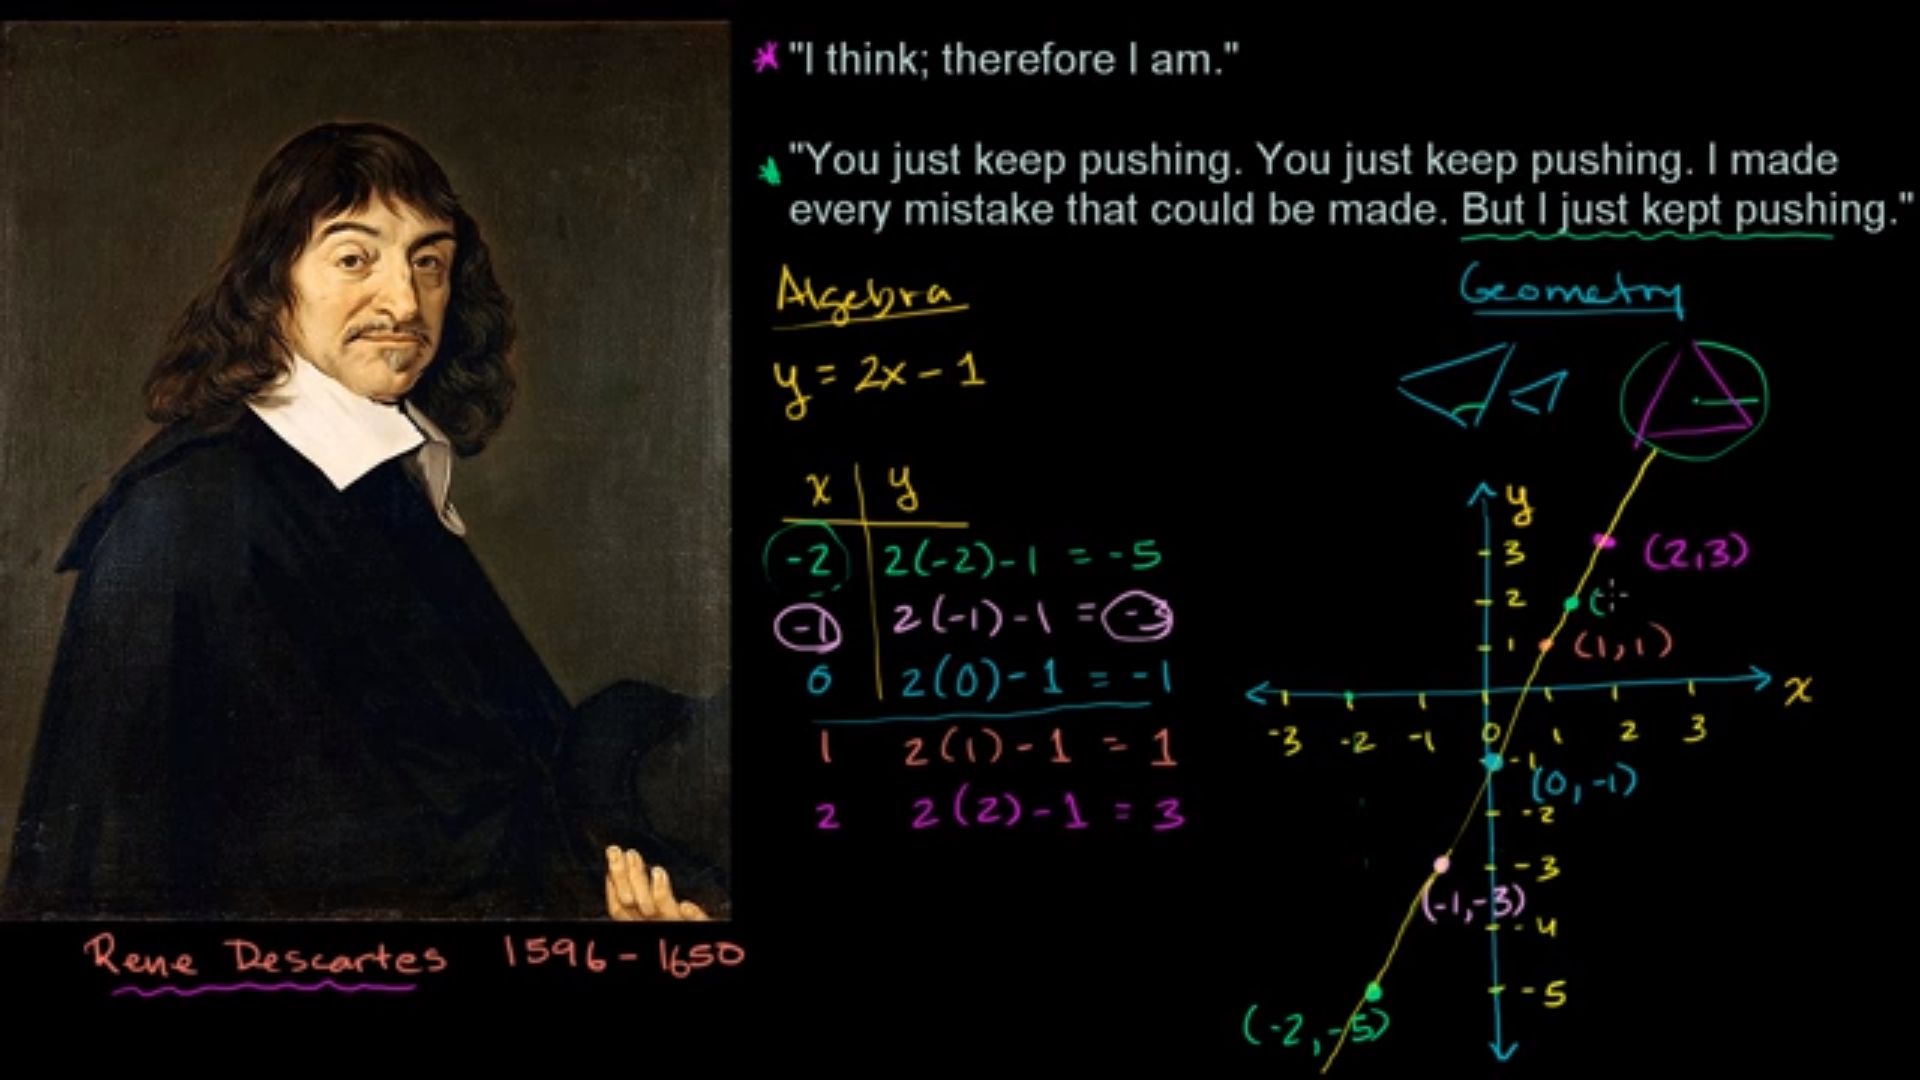 "I think; therefore I am."
"You just keep pushing. You just keep pushing. I made
every mistake that could be made. But I just kept pushing."
Algebra
y = 2x - 1
x y
-2 2(-2)-1 = -5
-1 2(-1)-1 = -3
0 2(0)-1 = -1
1 2(1)-1 = 1
2 2(2)-1 = 3
Geometry
y
3 (2,3)
2
1 (1,1)
x
-3 -2 -1 0 1 2 3
-1 (0,-1)
-2
-3
(-1,-3)
-4
-5
(-2,-5)
Rene Descartes 1596-1650